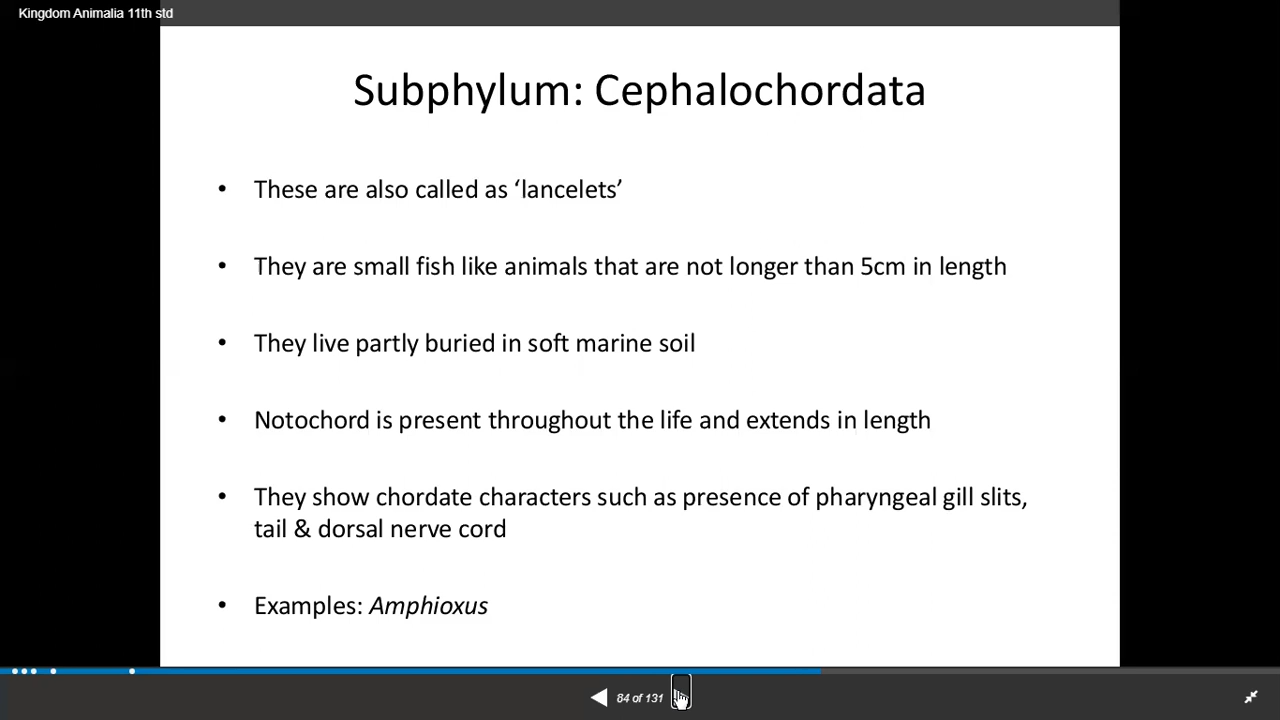 Kingdom Animalia 11th std
Subphylum: Cephalochordata
• These are also called as ‘lancelets’
• They are small fish like animals that are not longer than 5cm in length
• They live partly buried in soft marine soil
• Notochord is present throughout the life and extends in length
• They show chordate characters such as presence of pharyngeal gill slits,
tail & dorsal nerve cord
• Examples: Amphioxus
84 of 131